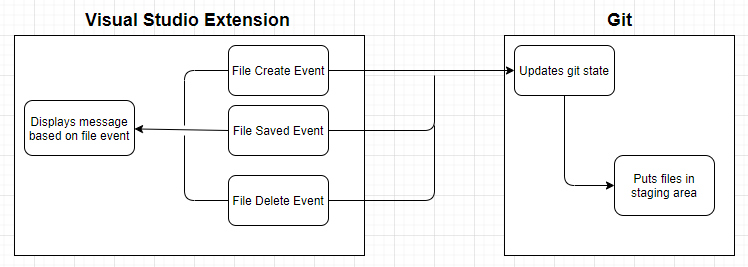 Visual Studio Extension
Git
File Create Event
Updates git state
Displays message
based on file event
File Saved Event
Puts files in
staging area
File Delete Event